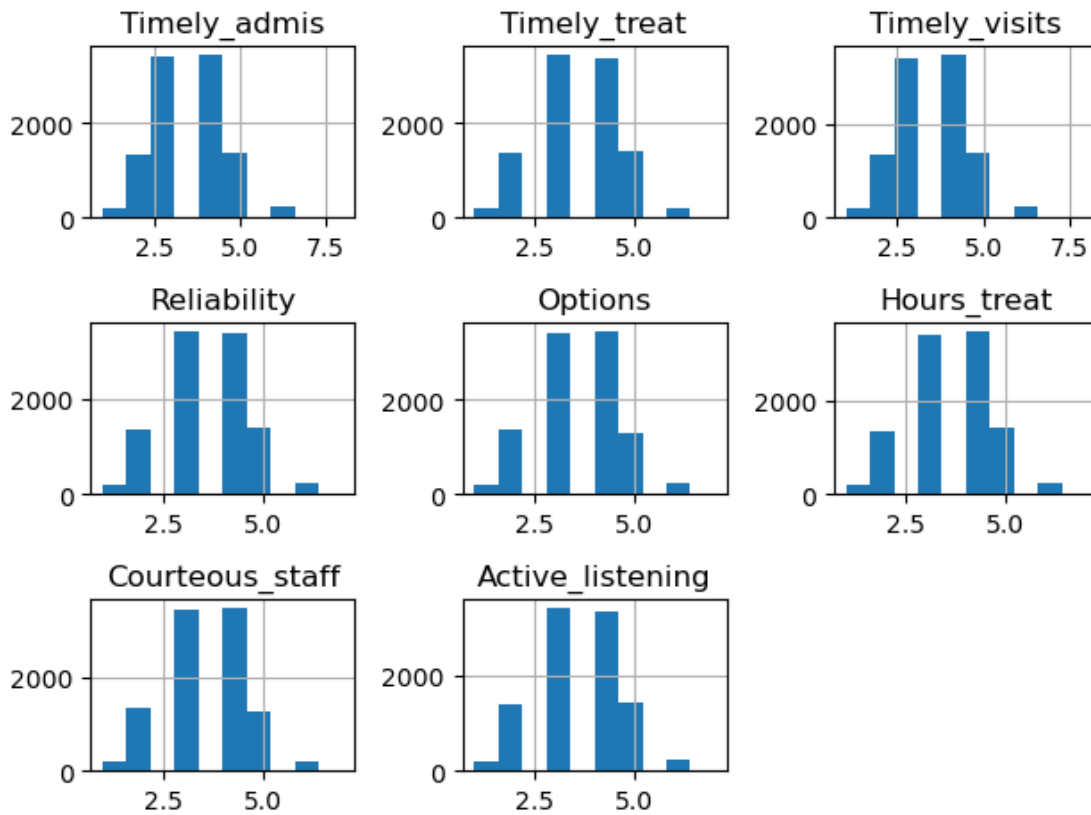 Timely_admis Timely_treat Timely_visits
2000 2000 2000
0 0 0
2.5 5.0 7.5 2.5 5.0 2.5 5.0 7.5
Reliability Options Hours_treat
2000 2000 2000
0 0 0
2.5 5.0 2.5 5.0 2.5 5.0
Courteous_staff Active_listening
2000 2000
0 0
2.5 5.0 2.5 5.0